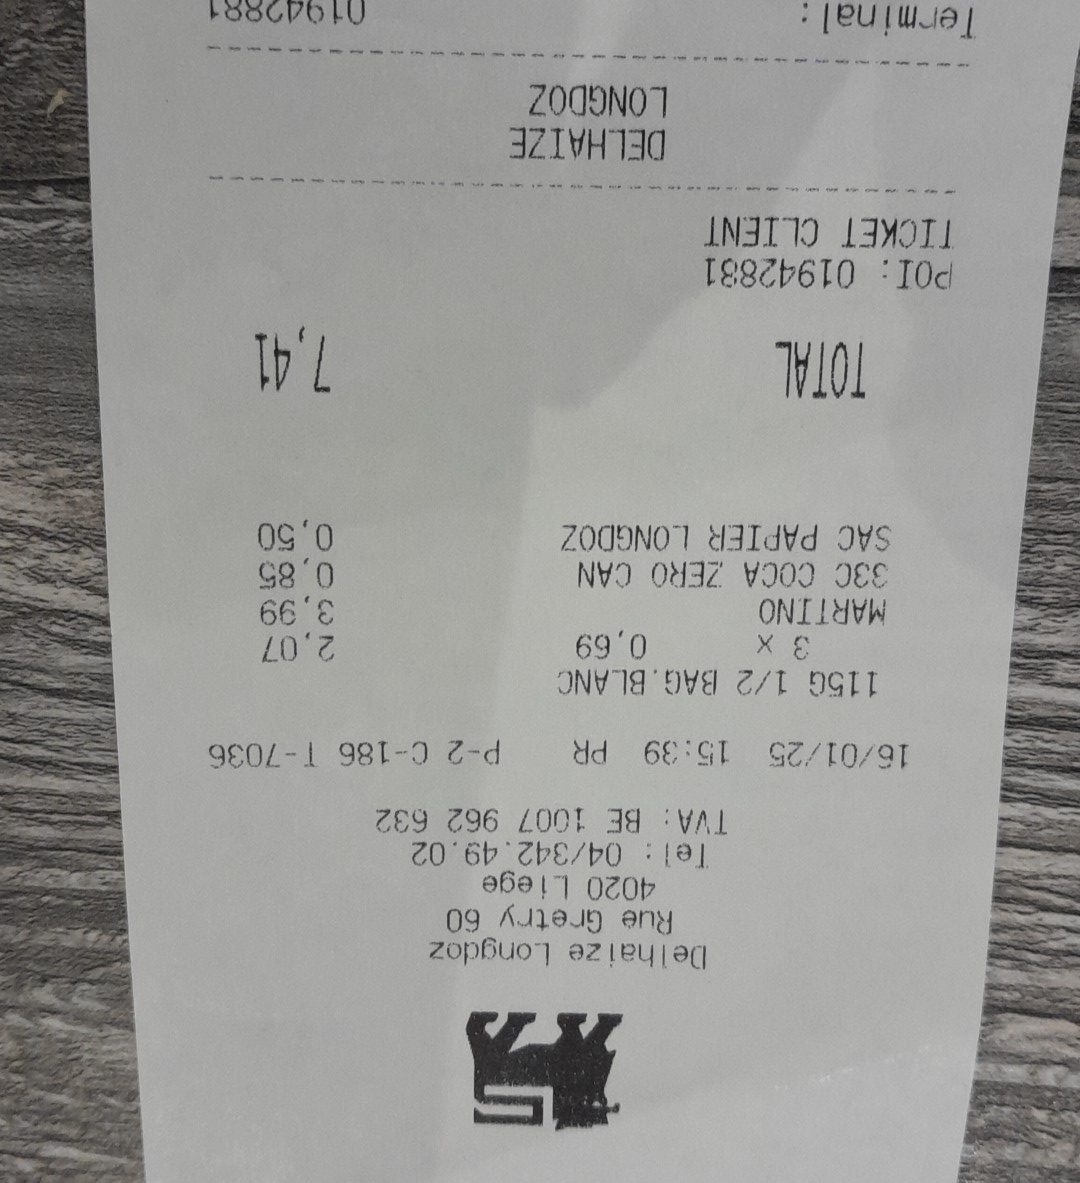 Delhaize Longdoz
Rue Gretry 60
4020 Liege
Tel: 04/342.49.02
TVA: BE 1007 962 632
16/01/25 15:39 PR P-2 C-186 T-7036
115G 1/2 BAG.BLANC
3 x 0,69 2,07
MARTINO 3,99
33C COCA ZERO CAN 0,85
SAC PAPIER LONGDOZ 0,50
TOTAL 7,41
POI: 01942881
TICKET CLIENT
DELHAIZE
LONGDOZ
Terminal: 01942881